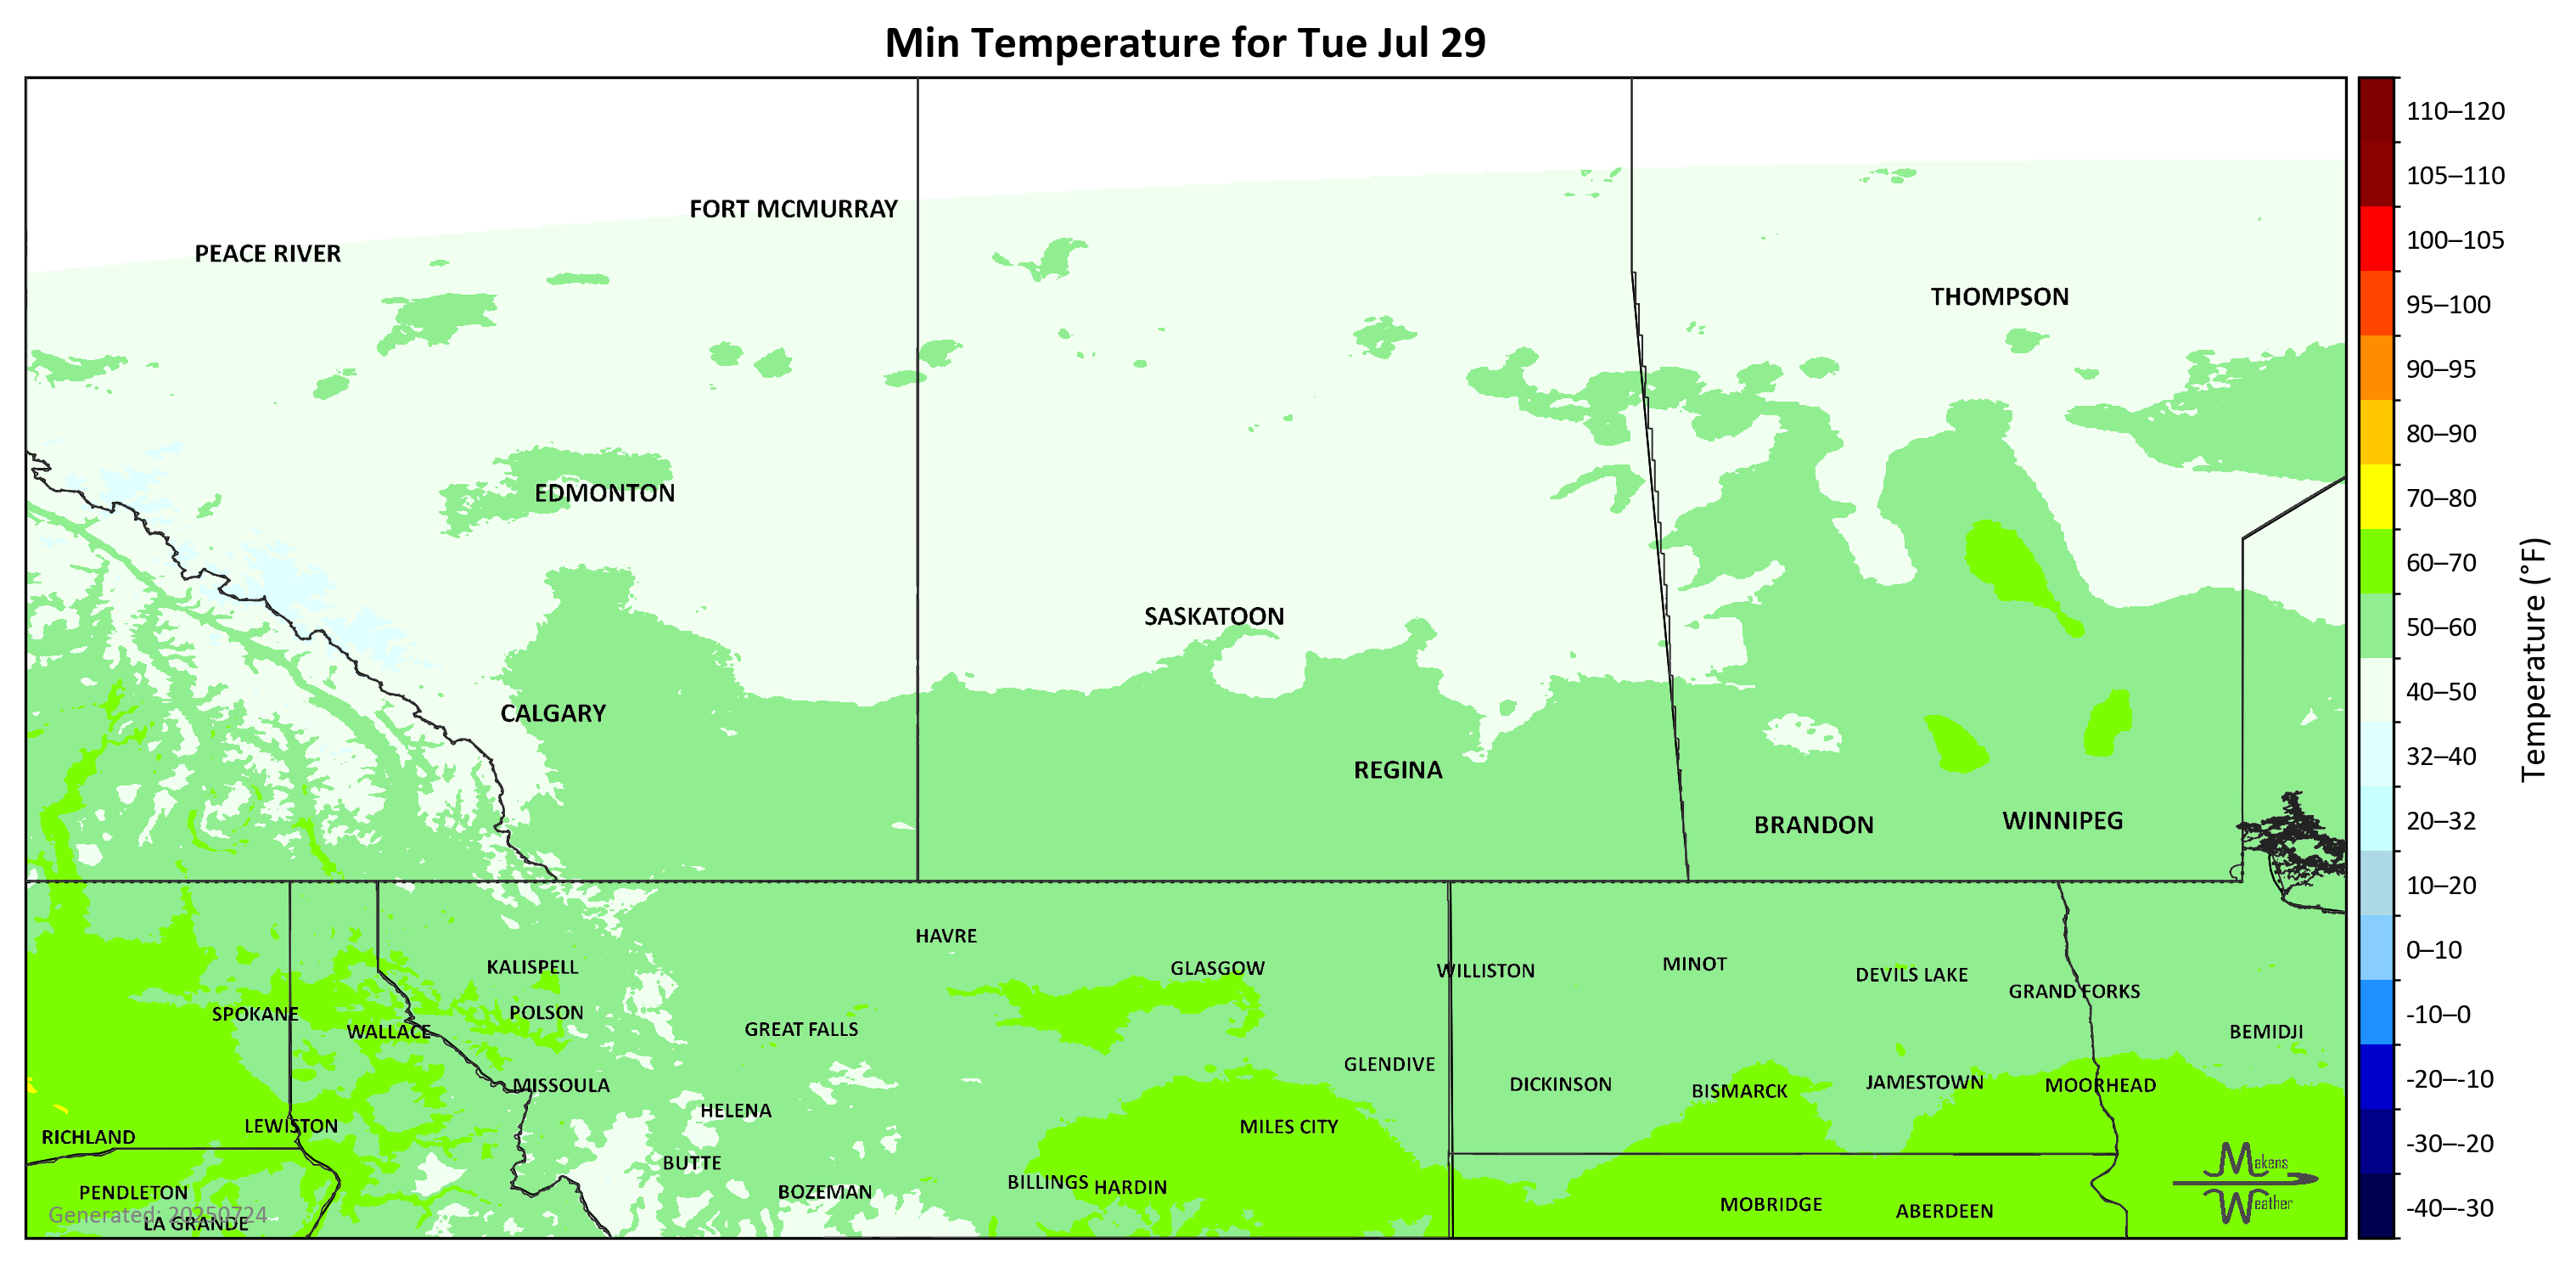 Min Temperature for Tue Jul 29
110–120
105–110
100–105
95–100
90–95
80–90
70–80
60–70
50–60
40–50
32–40
20–32
10–20
0–10
-10–0
-20–-10
-30–-20
-40–-30
Temperature (°F)
FORT MCMURRAY
PEACE RIVER
THOMPSON
EDMONTON
SASKATOON
CALGARY
REGINA
BRANDON
WINNIPEG
HAVRE
KALISPELL
GLASGOW
WILLISTON
MINOT
DEVILS LAKE
GRAND FORKS
SPOKANE
POLSON
WALLACE
GREAT FALLS
BEMIDJI
GLENDIVE
MISSOULA
DICKINSON
BISMARCK
JAMESTOWN
MOORHEAD
HELENA
LEWISTON
MILES CITY
RICHLAND
BUTTE
BILLINGS
HARDIN
PENDLETON
BOZEMAN
MOBRIDGE
ABERDEEN
LA GRANDE
Generated: 20250724
Makens
Weather